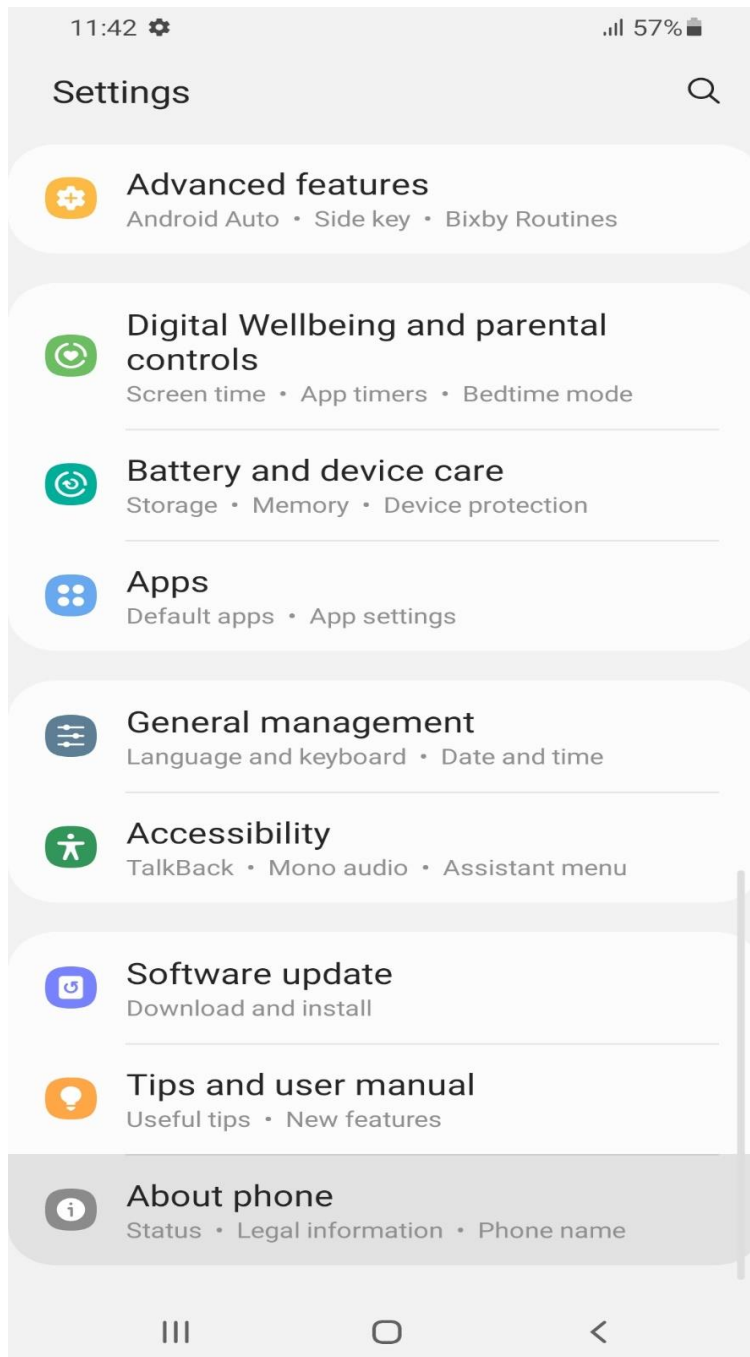 11:42 57%
Settings
Advanced features
Android Auto • Side key • Bixby Routines
Digital Wellbeing and parental
controls
Screen time • App timers • Bedtime mode
Battery and device care
Storage • Memory • Device protection
Apps
Default apps • App settings
General management
Language and keyboard • Date and time
Accessibility
TalkBack • Mono audio • Assistant menu
Software update
Download and install
Tips and user manual
Useful tips • New features
About phone
Status • Legal information • Phone name